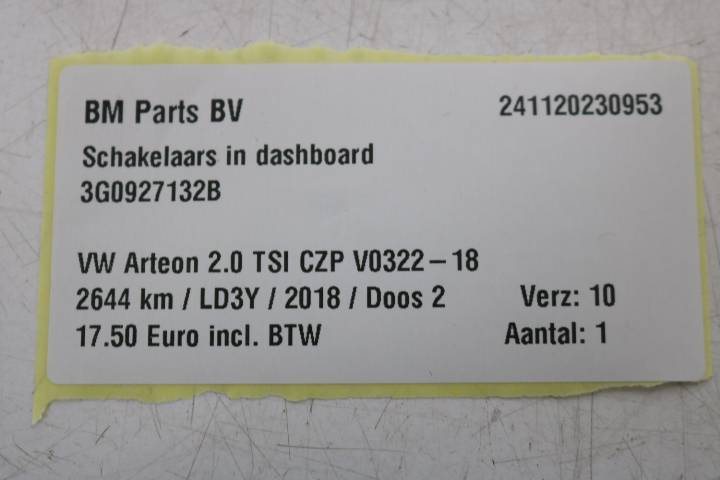 BM Parts BV 241120230953
Schakelaars in dashboard
3G0927132B
VW Arteon 2.0 TSI CZP V0322-18
2644 km / LD3Y / 2018 / Doos 2 Verz: 10
17.50 Euro incl. BTW Aantal: 1